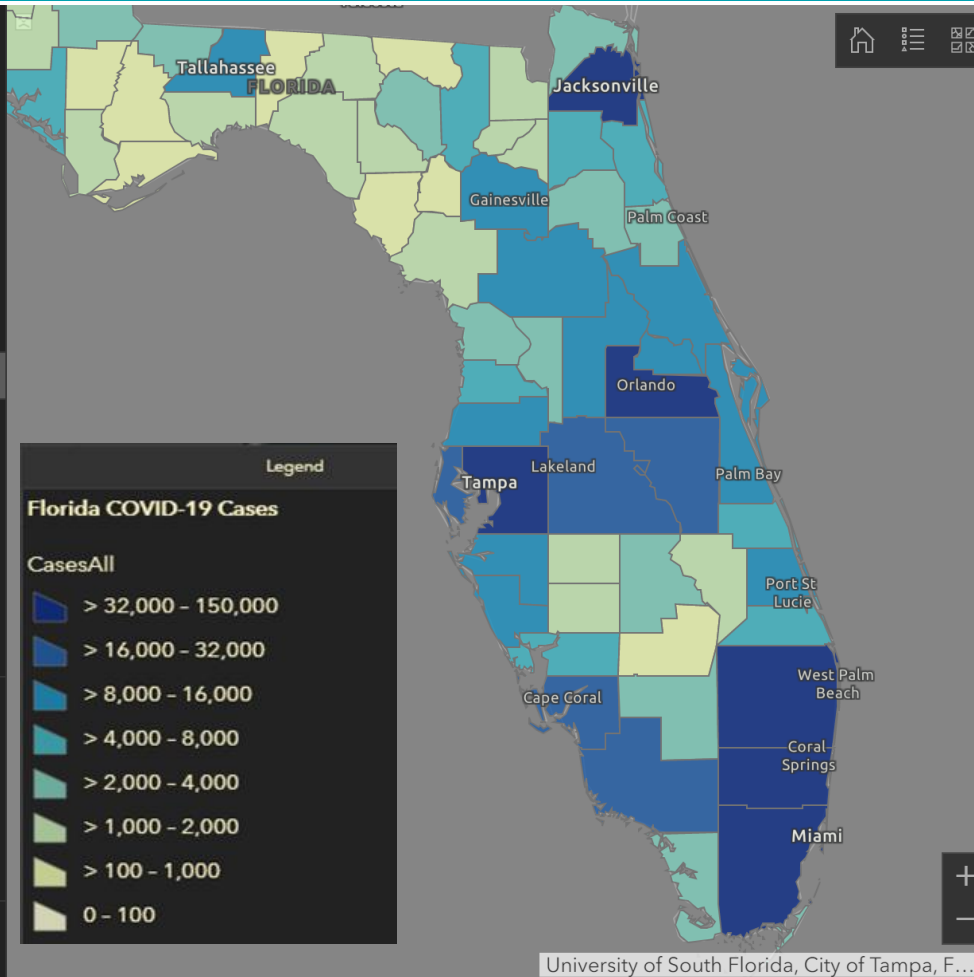 Tallahassee
FLORIDA
Jacksonville
Gainesville
Palm Coast
Orlando
Lakeland
Tampa
Palm Bay
Port St
Lucie
Cape Coral
West Palm
Beach
Coral
Springs
Miami
Legend
Florida COVID-19 Cases
CasesAll
> 32,000 – 150,000
> 16,000 – 32,000
> 8,000 – 16,000
> 4,000 – 8,000
> 2,000 – 4,000
> 1,000 – 2,000
> 100 – 1,000
0 – 100
+
−
University of South Florida, City of Tampa, F...